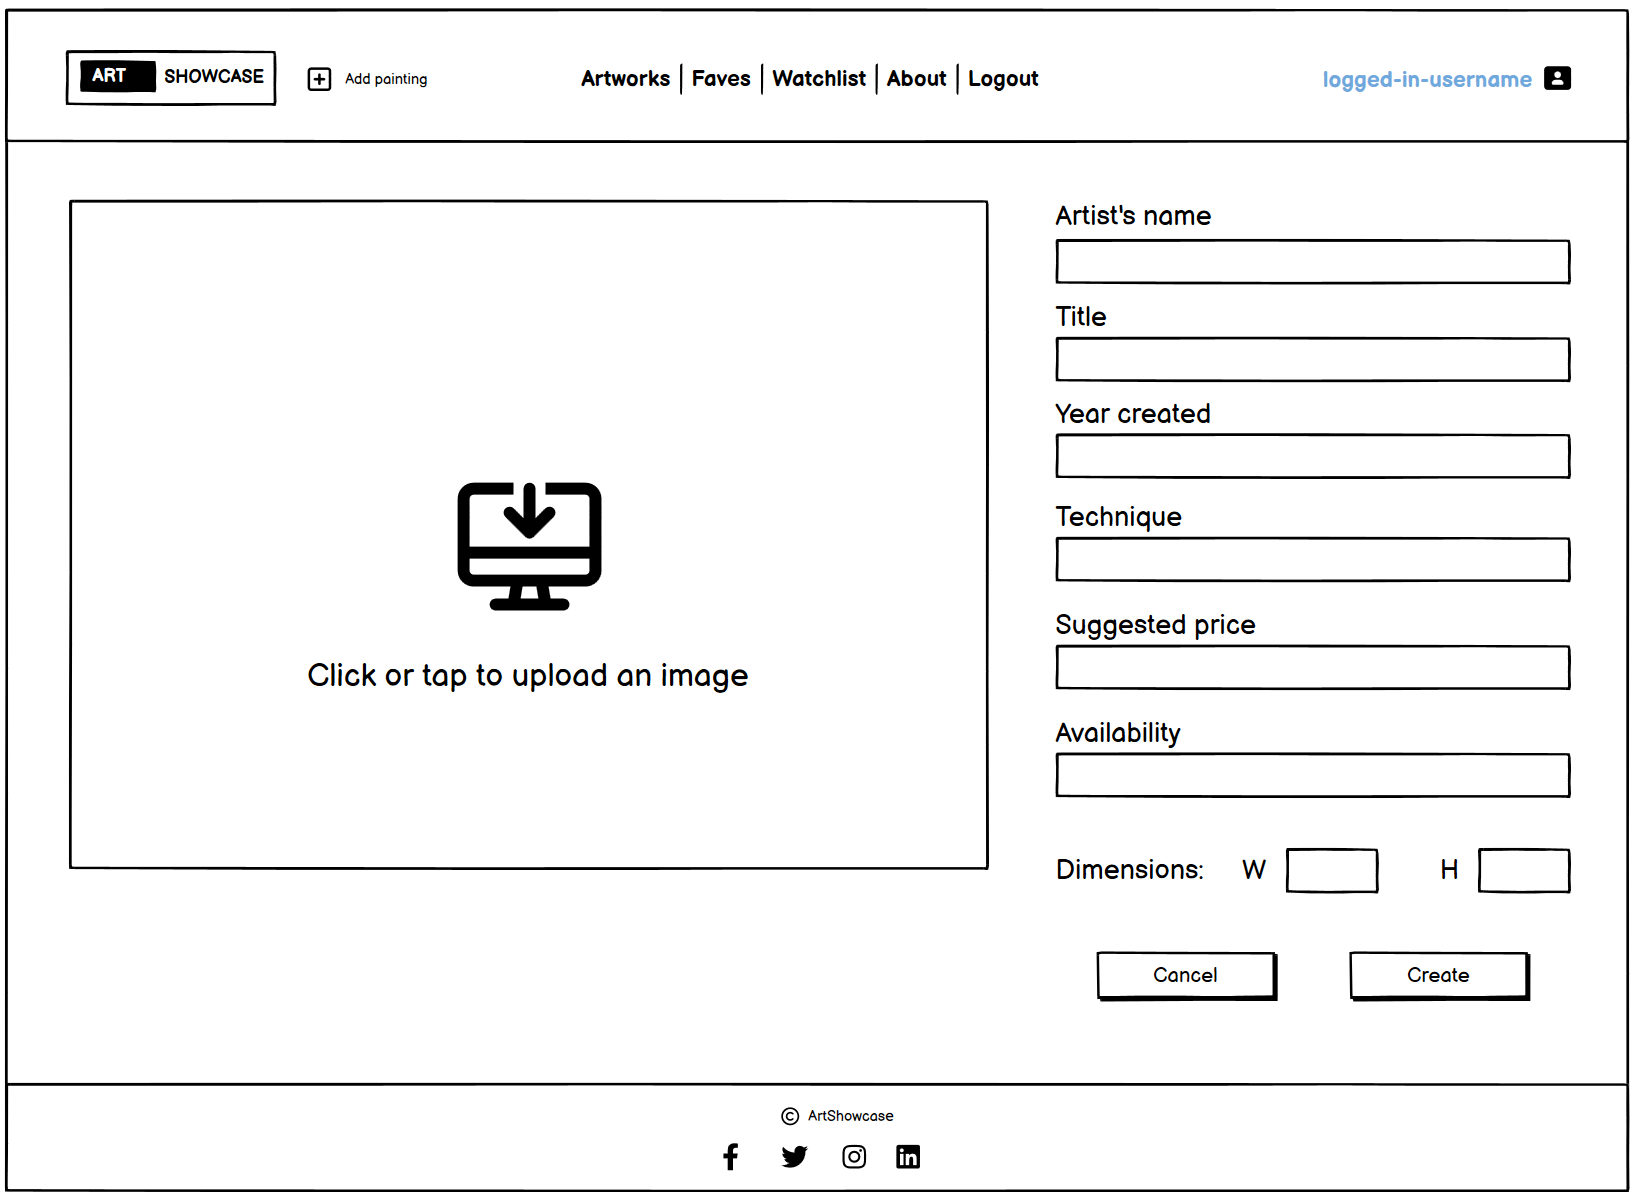 ART SHOWCASE
Add painting
Artworks Faves Watchlist About Logout
logged-in-username
Click or tap to upload an image
Artist's name
Title
Year created
Technique
Suggested price
Availability
Dimensions: W H
Cancel
Create
© ArtShowcase